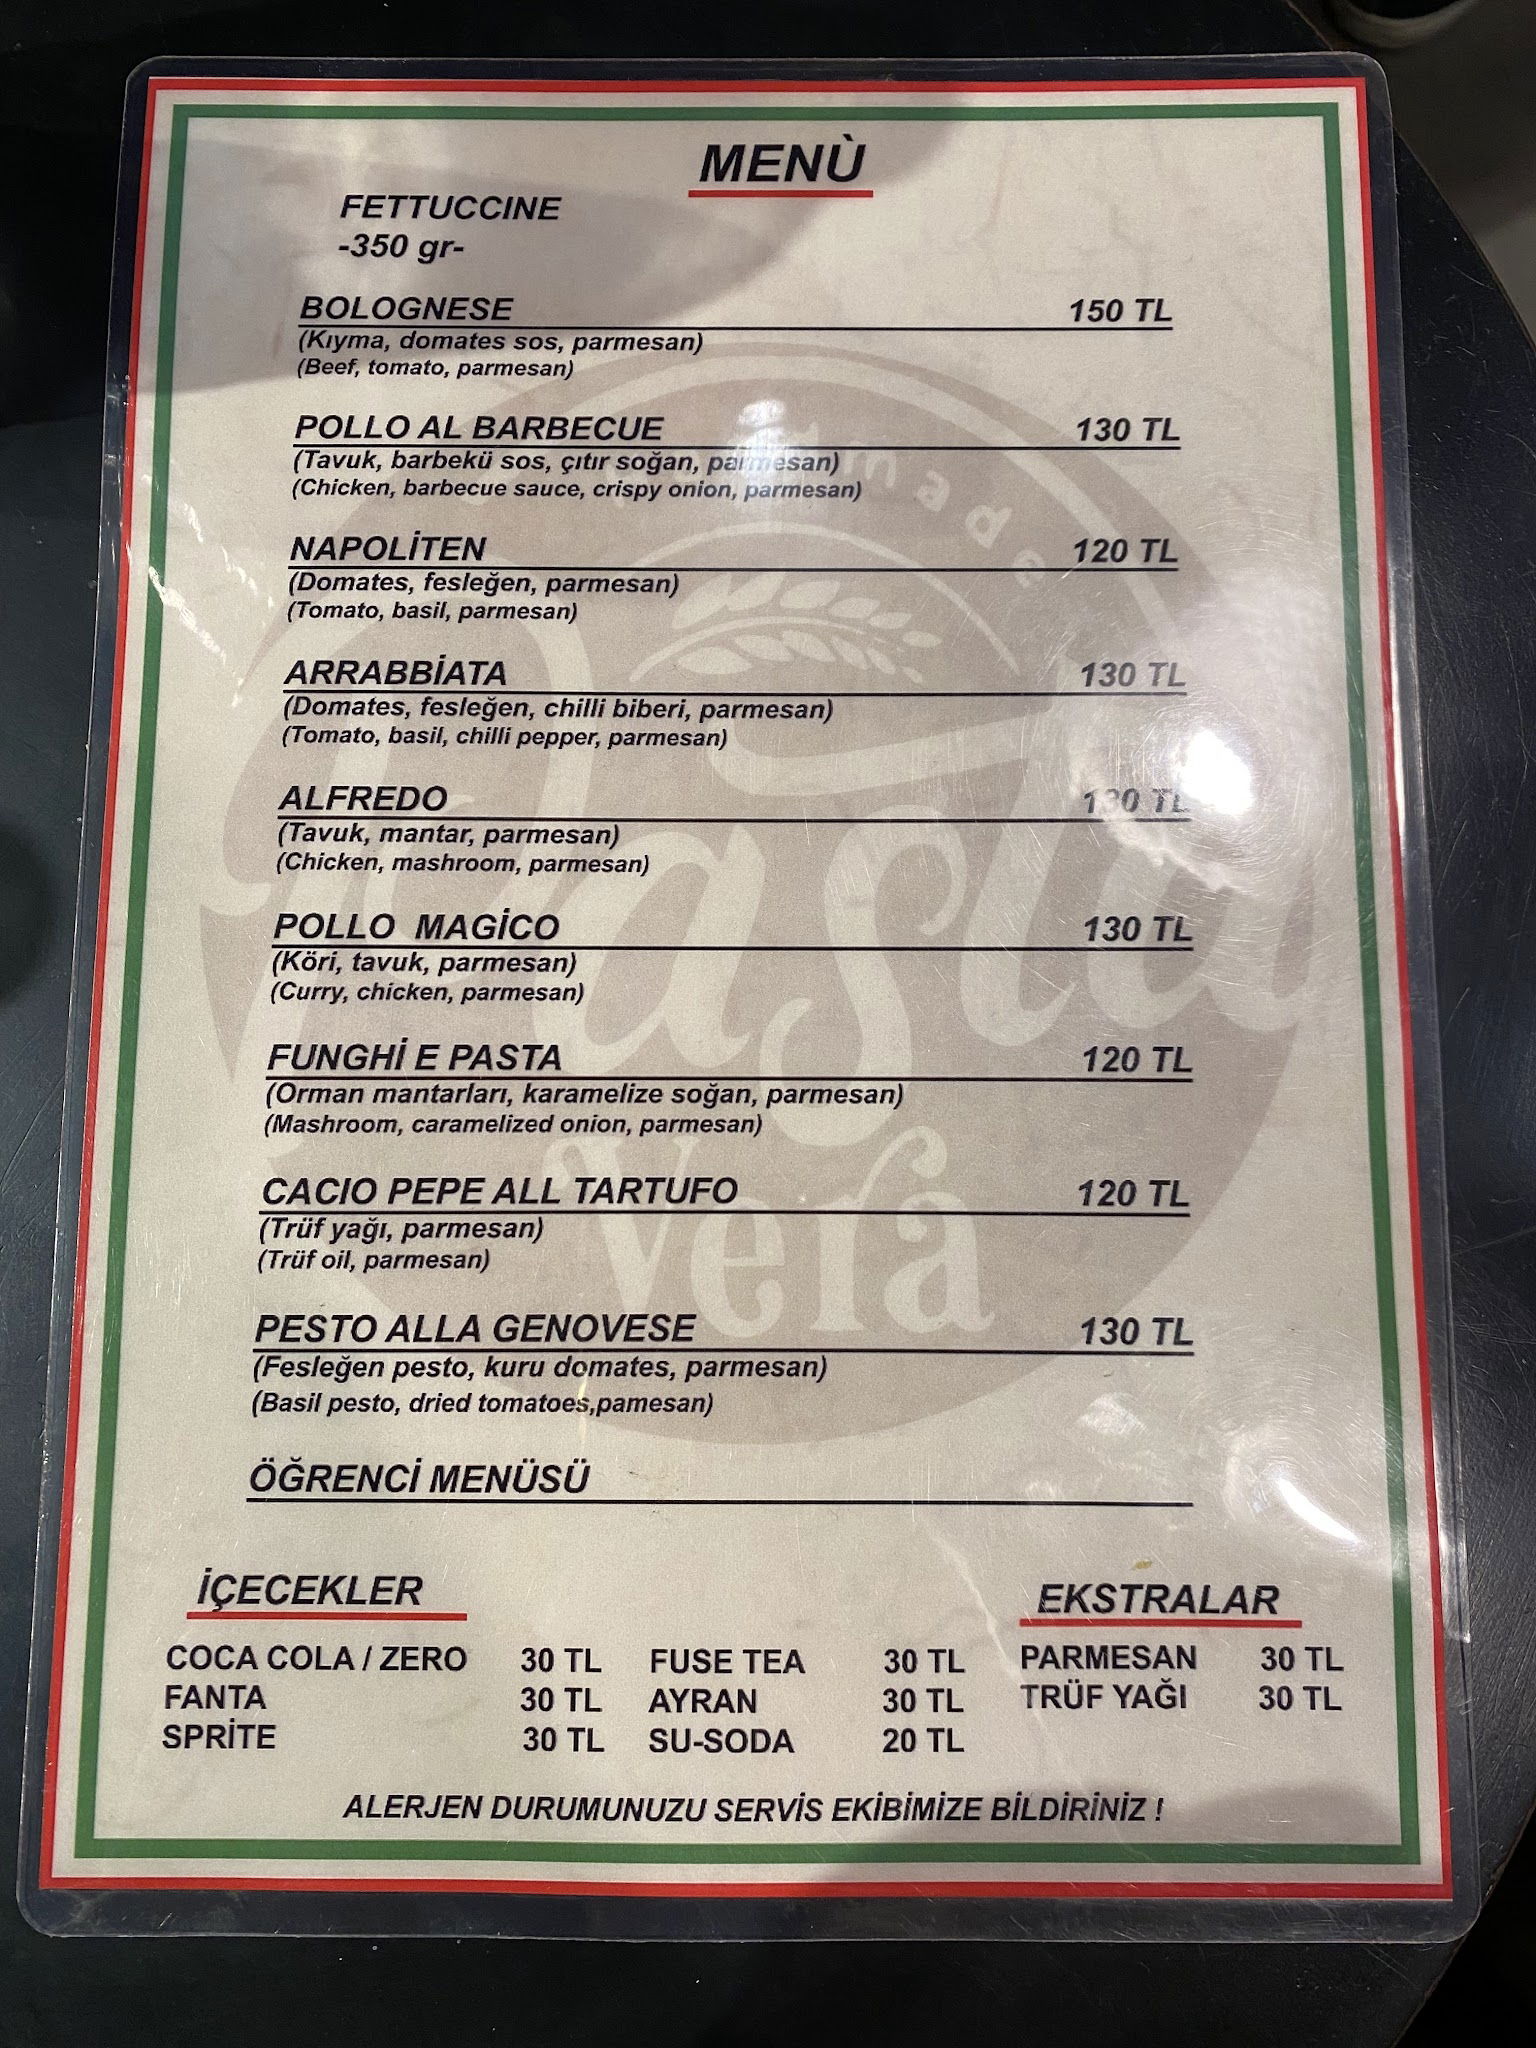 MENÙ
FETTUCCINE
-350 gr-
BOLOGNESE 150 TL
(Kıyma, domates sos, parmesan)
(Beef, tomato, parmesan)
POLLO AL BARBECUE 130 TL
(Tavuk, barbekü sos, çıtır soğan, parmesan)
(Chicken, barbecue sauce, crispy onion, parmesan)
NAPOLİTEN 120 TL
(Domates, fesleğen, parmesan)
(Tomato, basil, parmesan)
ARRABBİATA 130 TL
(Domates, fesleğen, chilli biberi, parmesan)
(Tomato, basil, chilli pepper, parmesan)
ALFREDO 130 TL
(Tavuk, mantar, parmesan)
(Chicken, mashroom, parmesan)
POLLO MAGİCO 130 TL
(Köri, tavuk, parmesan)
(Curry, chicken, parmesan)
FUNGHİ E PASTA 120 TL
(Orman mantarları, karamelize soğan, parmesan)
(Mashroom, caramelized onion, parmesan)
CACIO PEPE ALL TARTUFO 120 TL
(Trüf yağı, parmesan)
(Trüf oil, parmesan)
PESTO ALLA GENOVESE 130 TL
(Fesleğen pesto, kuru domates, parmesan)
(Basil pesto, dried tomatoes,pamesan)
ÖĞRENCİ MENÜSÜ
İÇECEKLER
COCA COLA / ZERO 30 TL
FANTA 30 TL
SPRİTE 30 TL
FUSE TEA 30 TL
AYRAN 30 TL
SU-SODA 20 TL
EKSTRALAR
PARMESAN 30 TL
TRÜF YAĞI 30 TL
ALERJEN DURUMUNUZU SERVİS EKİBİMİZE BİLDİRİNİZ !
Pasta
Vera